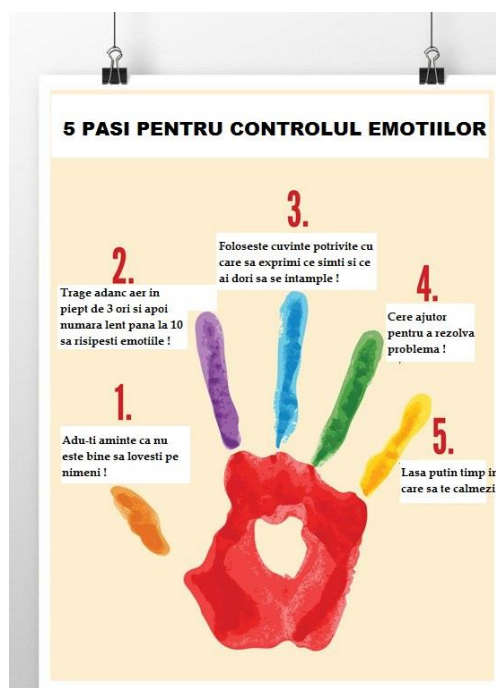 5 PASI PENTRU CONTROLUL EMOTIILOR
1.
Adu-ti aminte ca nu
este bine sa lovesti pe
nimeni !
2.
Trage adanc aer in
piept de 3 ori si apoi
numara lent pana la 10
sa risipesti emotiile !
3.
Foloseste cuvinte potrivite cu
care sa exprimi ce simti si ce
ai dori sa se intample !
4.
Cere ajutor
pentru a rezolva
problema !
5.
Lasa putin timp in
care sa te calmezi